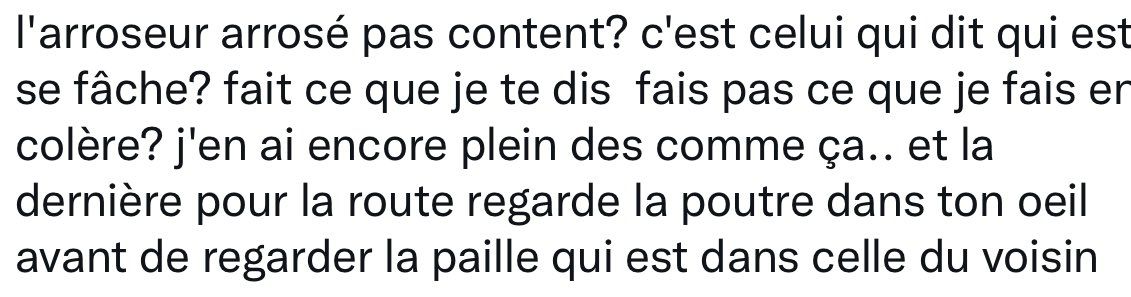 l'arroseur arrosé pas content? c'est celui qui dit qui est
se fâche? fait ce que je te dis  fais pas ce que je fais en
colère? j'en ai encore plein des comme ça.. et la
dernière pour la route regarde la poutre dans ton oeil
avant de regarder la paille qui est dans celle du voisin